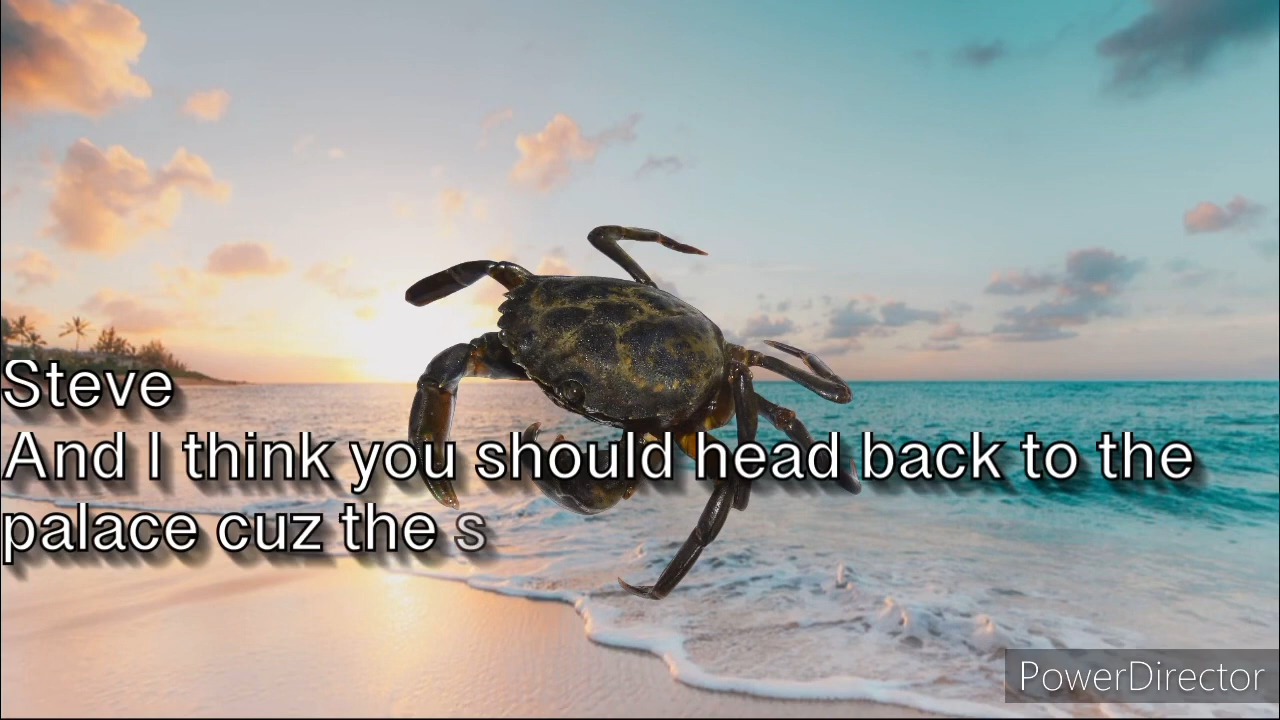 Steve
And I think you should head back to the
palace cuz the s
PowerDirector